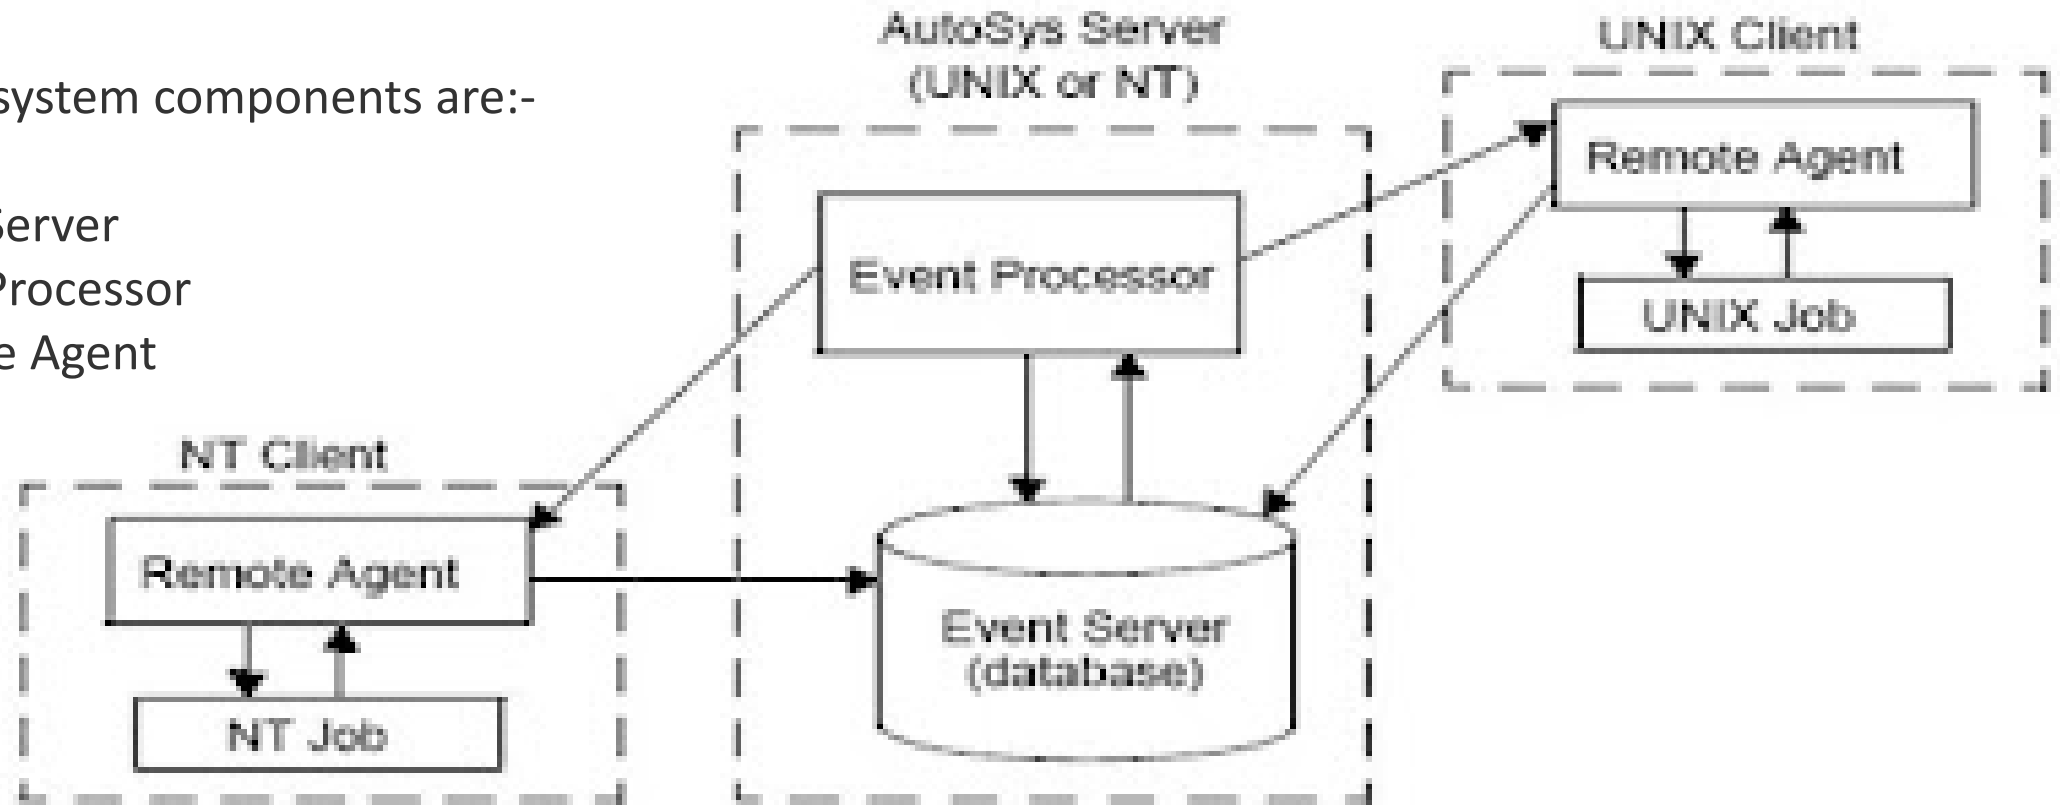 system components are:-
Server
Processor
e Agent
AutoSys Server
(UNIX or NT)
UNIX Client
Remote Agent
UNIX Job
Event Processor
NT Client
Remote Agent
NT Job
Event Server
(database)